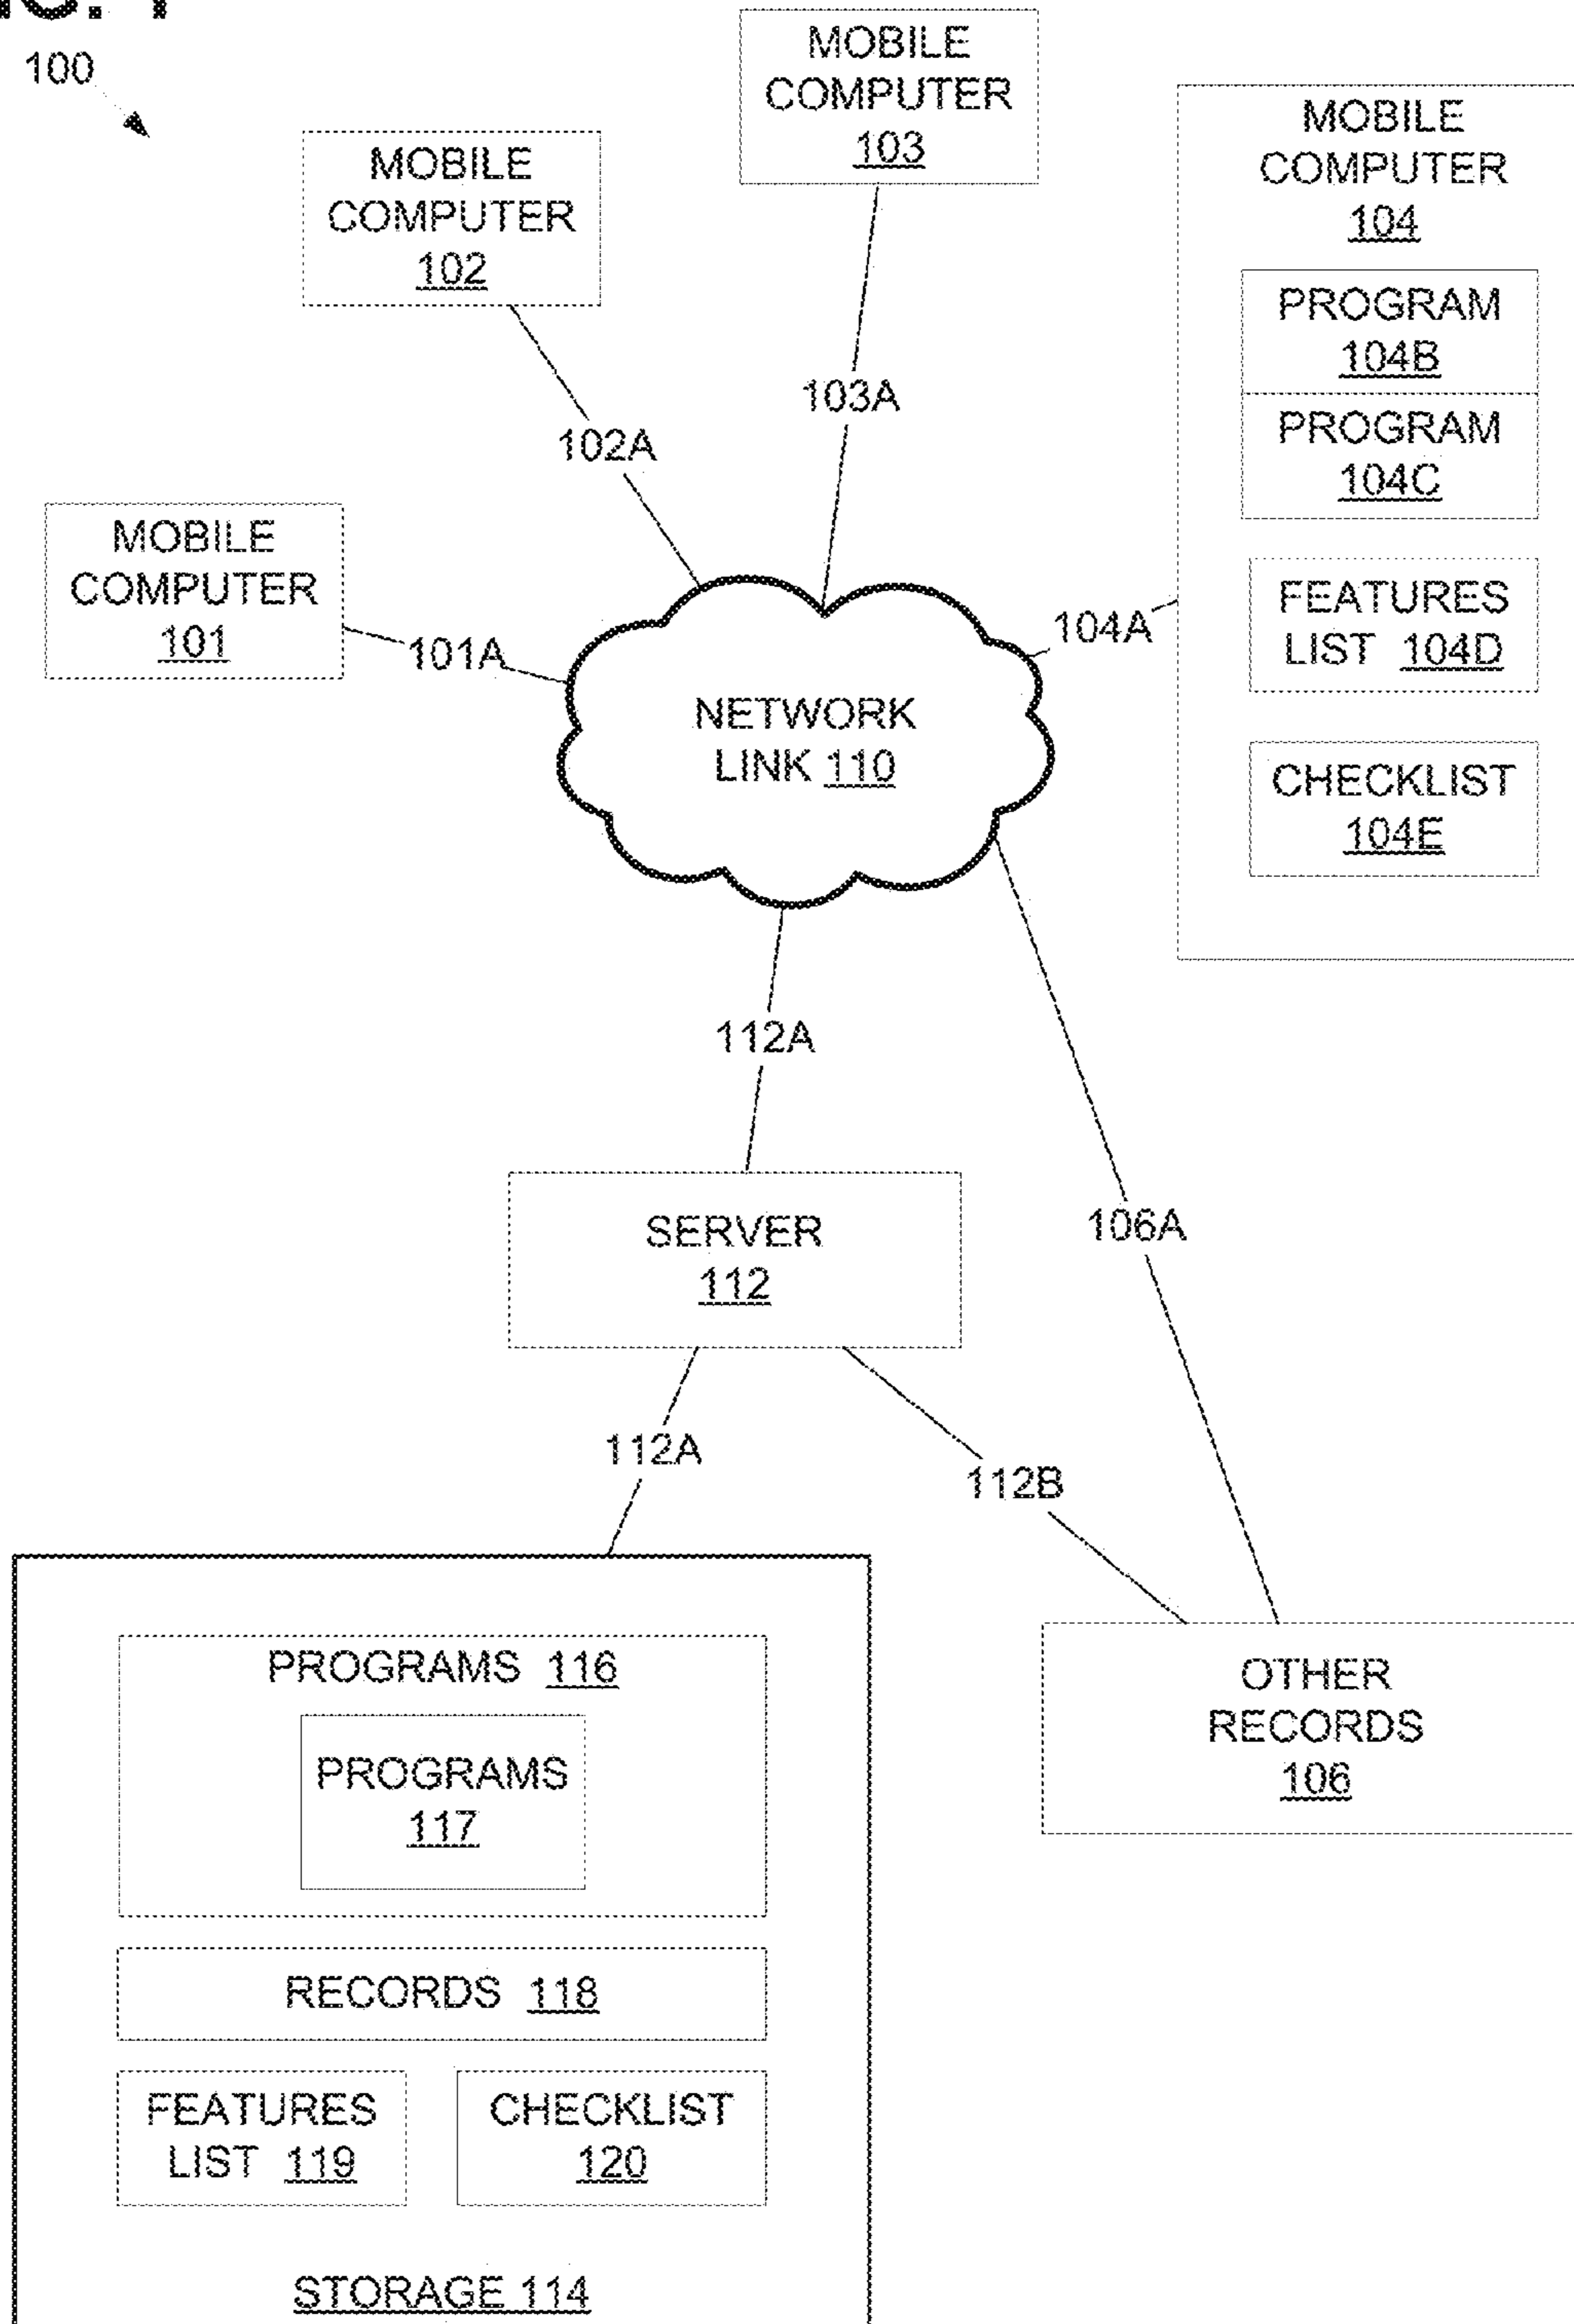 100
MOBILE
COMPUTER
103
MOBILE
COMPUTER
102
MOBILE
COMPUTER
104
PROGRAM
104B
PROGRAM
104C
FEATURES
LIST 104D
CHECKLIST
104E
103A
102A
MOBILE
COMPUTER
101
101A
104A
NETWORK
LINK 110
112A
SERVER
112
106A
112A
112B
PROGRAMS 116
PROGRAMS
117
RECORDS 118
FEATURES
LIST 119
CHECKLIST
120
STORAGE 114
OTHER
RECORDS
106